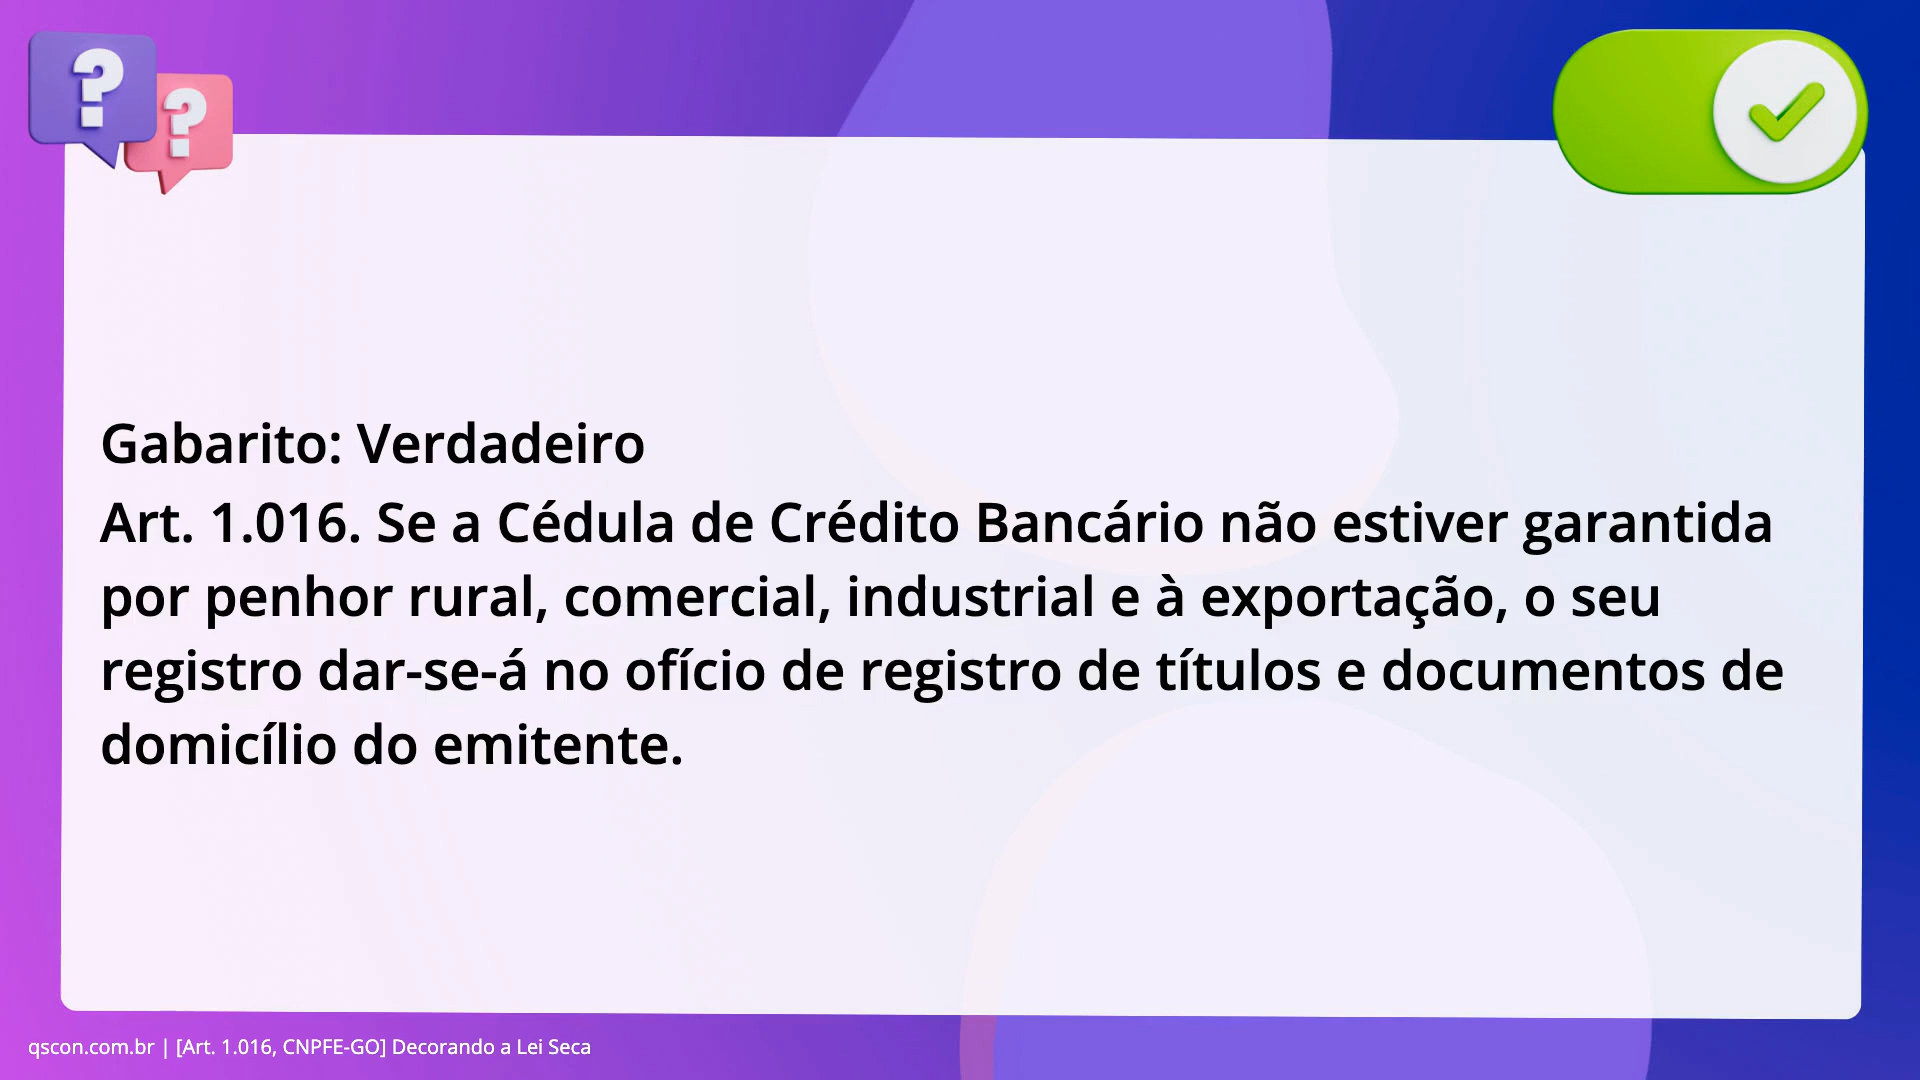 Gabarito: Verdadeiro
Art. 1.016. Se a Cédula de Crédito Bancário não estiver garantida
por penhor rural, comercial, industrial e à exportação, o seu
registro dar-se-á no ofício de registro de títulos e documentos de
domicílio do emitente.
qscon.com.br | [Art. 1.016, CNPFE-GO] Decorando a Lei Seca